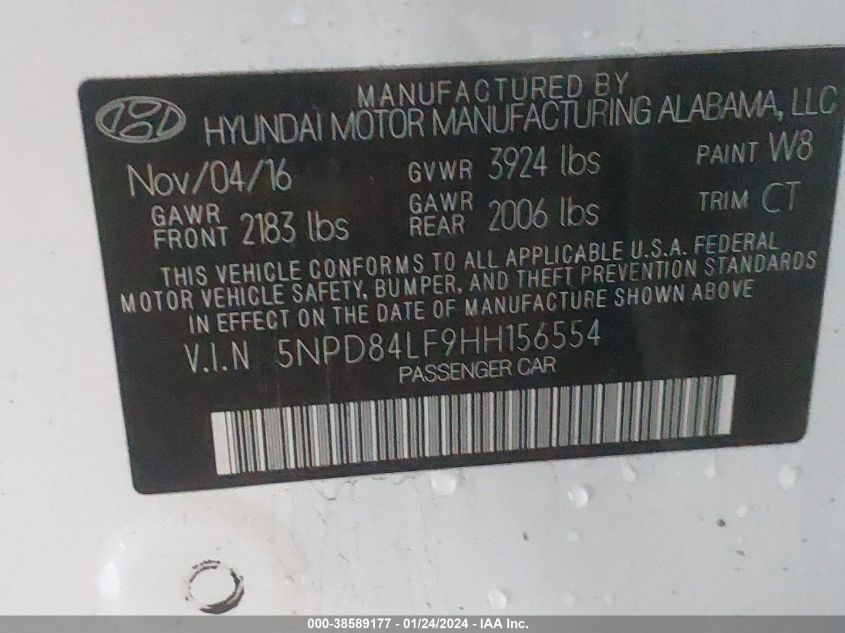 MANUFACTURED BY
HYUNDAI MOTOR MANUFACTURING ALABAMA, LLC
Nov/04/16 GVWR 3924 lbs PAINT W8
GAWR FRONT 2183 lbs GAWR REAR 2006 lbs TRIM CT
THIS VEHICLE CONFORMS TO ALL APPLICABLE U.S.A. FEDERAL
MOTOR VEHICLE SAFETY, BUMPER, AND THEFT PREVENTION STANDARDS
IN EFFECT ON THE DATE OF MANUFACTURE SHOWN ABOVE
V.I.N 5NPD84LF9HH156554
PASSENGER CAR
000-38589177 - 01/24/2024 - IAA Inc.